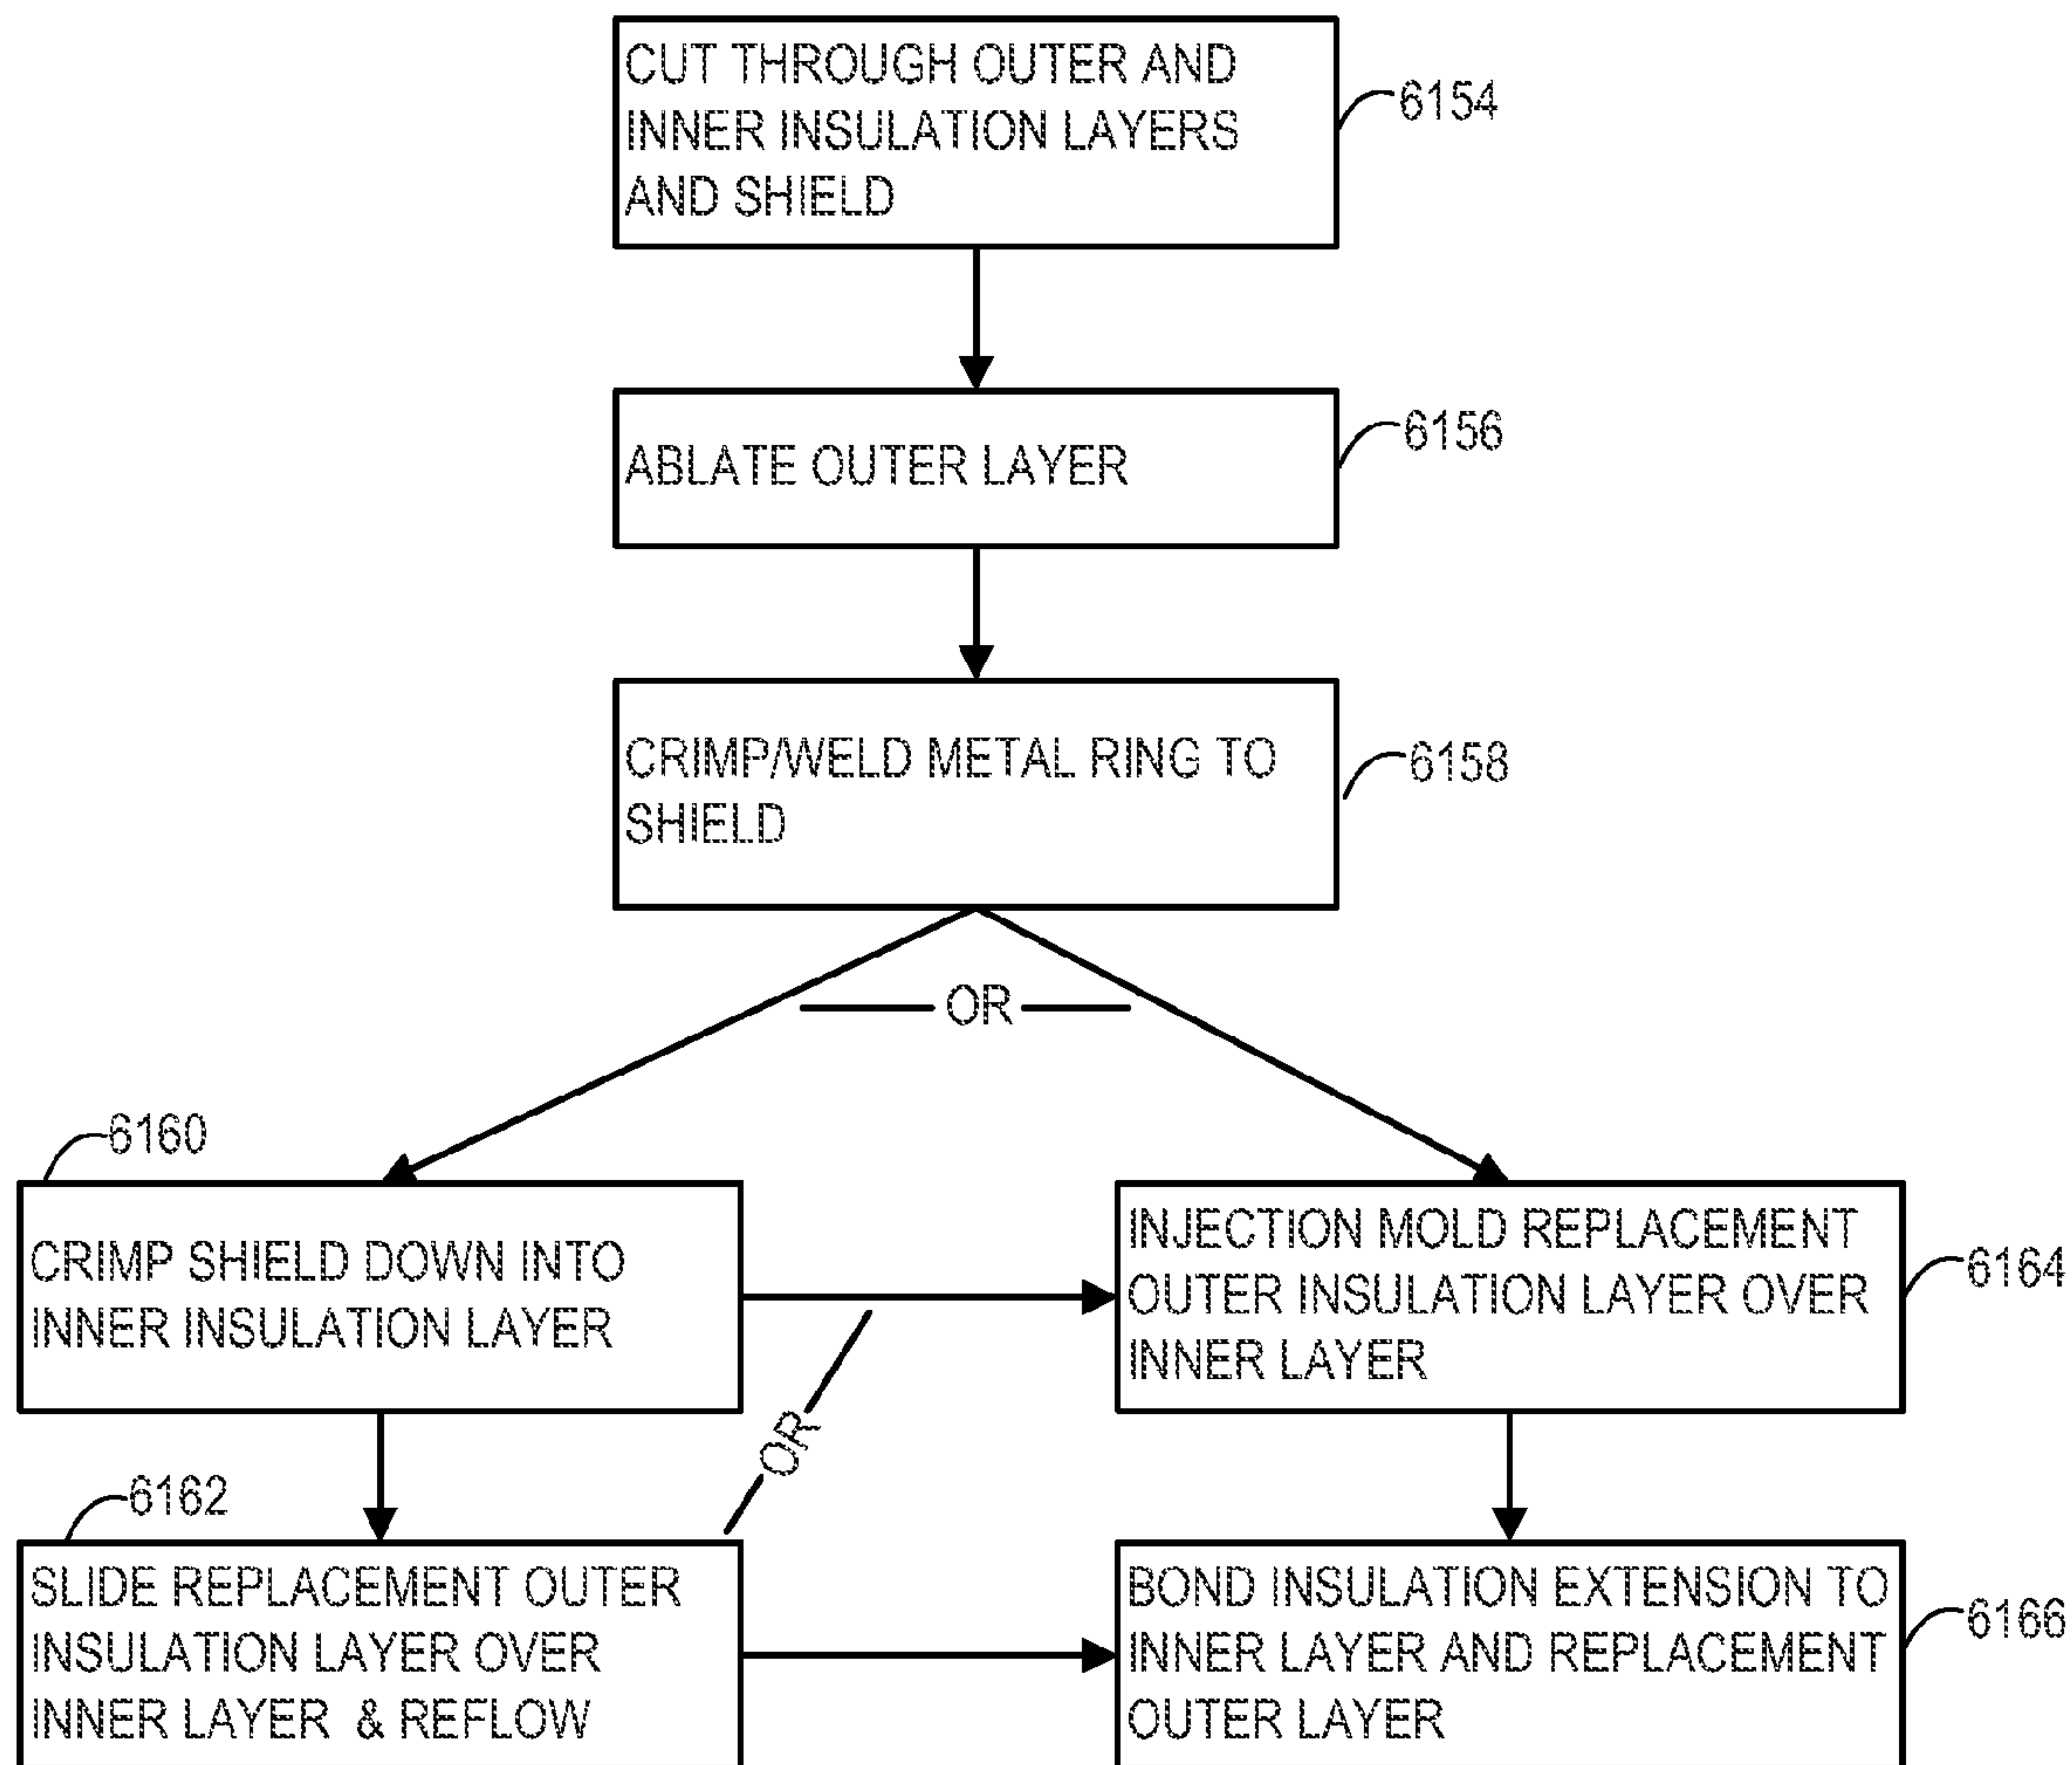 CUT THROUGH OUTER AND
INNER INSULATION LAYERS
AND SHIELD
6154
ABLATE OUTER LAYER
6156
CRIMP/WELD METAL RING TO
SHIELD
6158
OR
6160
CRIMP SHIELD DOWN INTO
INNER INSULATION LAYER
INJECTION MOLD REPLACEMENT
OUTER INSULATION LAYER OVER
INNER LAYER
6164
OR
6162
SLIDE REPLACEMENT OUTER
INSULATION LAYER OVER
INNER LAYER & REFLOW
BOND INSULATION EXTENSION TO
INNER LAYER AND REPLACEMENT
OUTER LAYER
6166